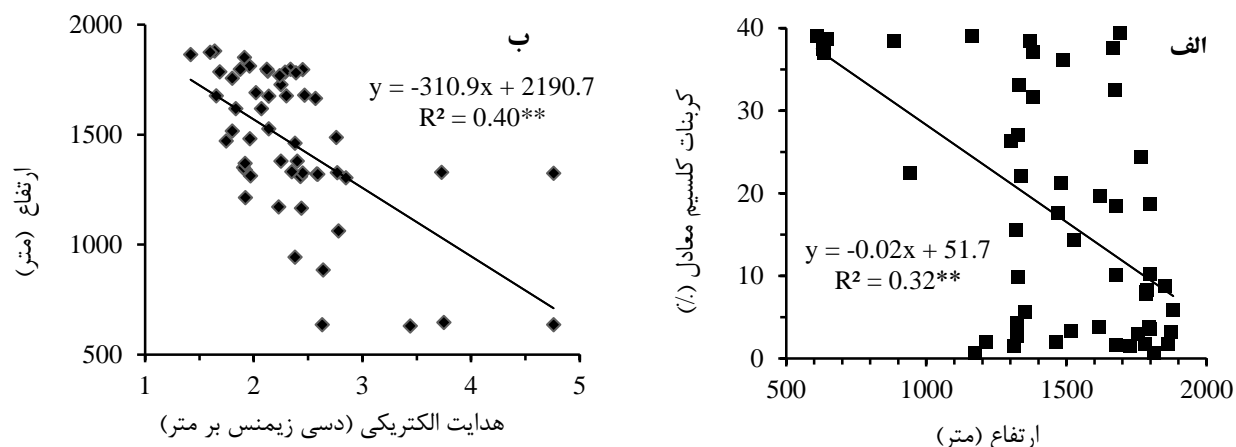 الف
40
30
20
10
0
کربنات کلسیم معادل (٪)
y = -0.02x + 51.7
R² = 0.32**
500 1000 1500 2000
ارتفاع (متر)
ب
2000
1500
1000
500
ارتفاع (متر)
y = -310.9x + 2190.7
R² = 0.40**
1 2 3 4 5
هدایت الکتریکی (دسی زیمنس بر متر)